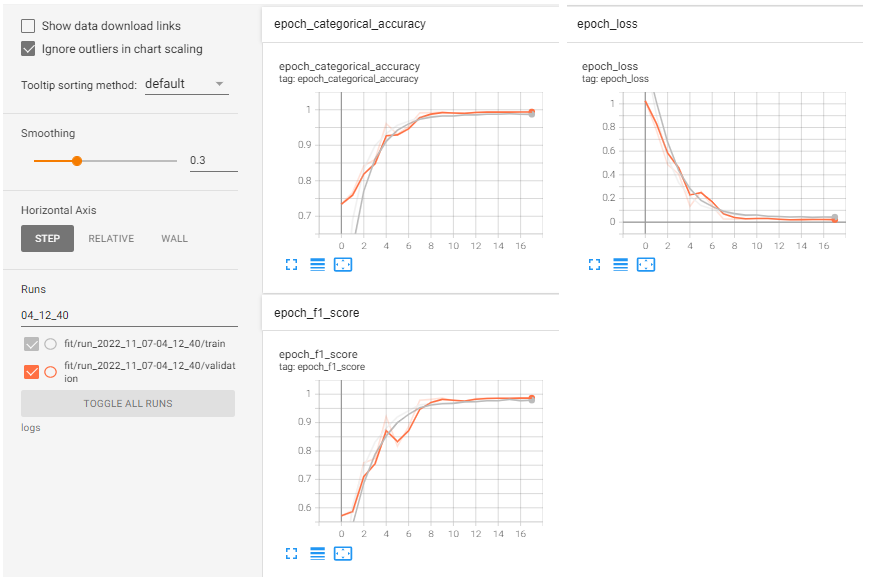 Show data download links
Ignore outliers in chart scaling
Tooltip sorting method: default
Smoothing
0.3
Horizontal Axis
STEP RELATIVE WALL
Runs
04_12_40
fit/run_2022_11_07-04_12_40/train
fit/run_2022_11_07-04_12_40/validat
ion
TOGGLE ALL RUNS
logs
epoch_categorical_accuracy
epoch_categorical_accuracy
tag: epoch_categorical_accuracy
1
0.9
0.8
0.7
0 2 4 6 8 10 12 14 16
epoch_loss
epoch_loss
tag: epoch_loss
1
0.8
0.6
0.4
0.2
0
0 2 4 6 8 10 12 14 16
epoch_f1_score
epoch_f1_score
tag: epoch_f1_score
1
0.9
0.8
0.7
0.6
0 2 4 6 8 10 12 14 16